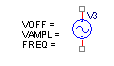 V3
VOFF =
VAMPL =
FREQ =